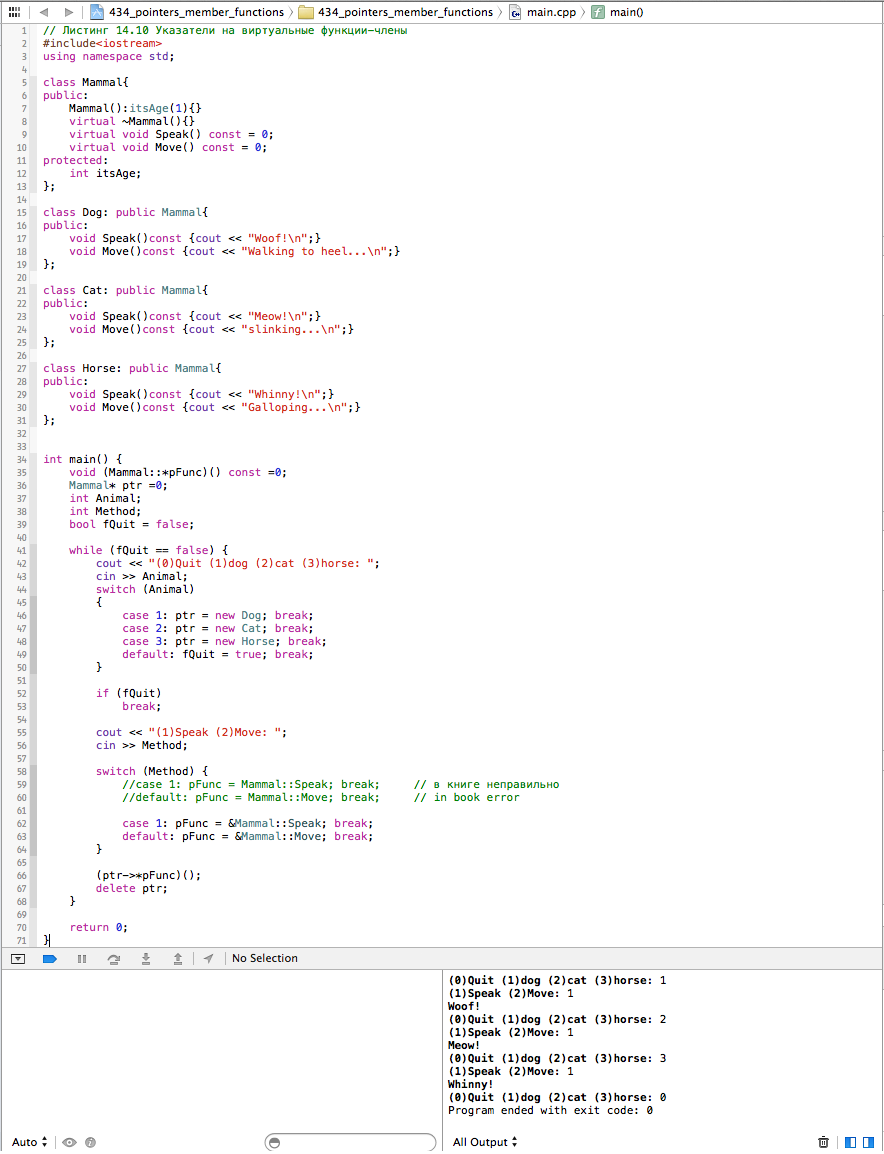 434_pointers_member_functions 434_pointers_member_functions main.cpp main()
1 // Листинг 14.10 Указатели на виртуальные функции-члены
2 #include<iostream>
3 using namespace std;
4
5 class Mammal{
6 public:
7     Mammal():itsAge(1){}
8     virtual ~Mammal(){}
9     virtual void Speak() const = 0;
10     virtual void Move() const = 0;
11 protected:
12     int itsAge;
13 };
14
15 class Dog: public Mammal{
16 public:
17     void Speak()const {cout << "Woof!\n";}
18     void Move()const {cout << "Walking to heel...\n";}
19 };
20
21 class Cat: public Mammal{
22 public:
23     void Speak()const {cout << "Meow!\n";}
24     void Move()const {cout << "slinking...\n";}
25 };
26
27 class Horse: public Mammal{
28 public:
29     void Speak()const {cout << "Whinny!\n";}
30     void Move()const {cout << "Galloping...\n";}
31 };
32
33
34 int main() {
35     void (Mammal::*pFunc)() const =0;
36     Mammal* ptr =0;
37     int Animal;
38     int Method;
39     bool fQuit = false;
40
41     while (fQuit == false) {
42         cout << "(0)Quit (1)dog (2)cat (3)horse: ";
43         cin >> Animal;
44         switch (Animal)
45         {
46             case 1: ptr = new Dog; break;
47             case 2: ptr = new Cat; break;
48             case 3: ptr = new Horse; break;
49             default: fQuit = true; break;
50         }
51
52         if (fQuit)
53             break;
54
55         cout << "(1)Speak (2)Move: ";
56         cin >> Method;
57
58         switch (Method) {
59             //case 1: pFunc = Mammal::Speak; break;     // в книге неправильно
60             //default: pFunc = Mammal::Move; break;     // in book error
61
62             case 1: pFunc = &Mammal::Speak; break;
63             default: pFunc = &Mammal::Move; break;
64         }
65
66         (ptr->*pFunc)();
67         delete ptr;
68     }
69
70     return 0;
71 }
No Selection
(0)Quit (1)dog (2)cat (3)horse: 1
(1)Speak (2)Move: 1
Woof!
(0)Quit (1)dog (2)cat (3)horse: 2
(1)Speak (2)Move: 1
Meow!
(0)Quit (1)dog (2)cat (3)horse: 3
(1)Speak (2)Move: 1
Whinny!
(0)Quit (1)dog (2)cat (3)horse: 0
Program ended with exit code: 0
Auto All Output